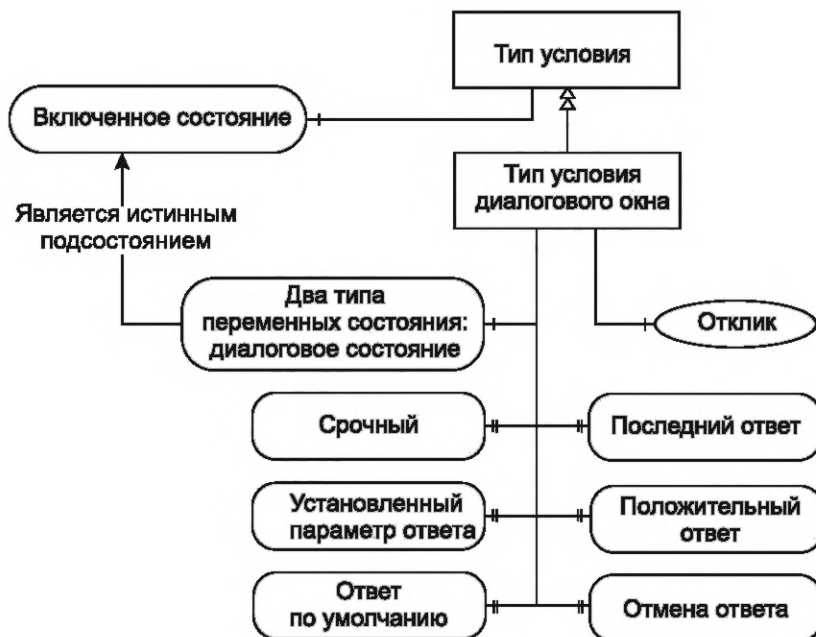 Тип условия
Включенное состояние
Тип условия
диалогового окна
Является истинным
подсостоянием
Два типа
переменных состояния:
диалоговое состояние
Отклик
Срочный
Последний ответ
Установленный
параметр ответа
Положительный
ответ
Ответ
по умолчанию
Отмена ответа